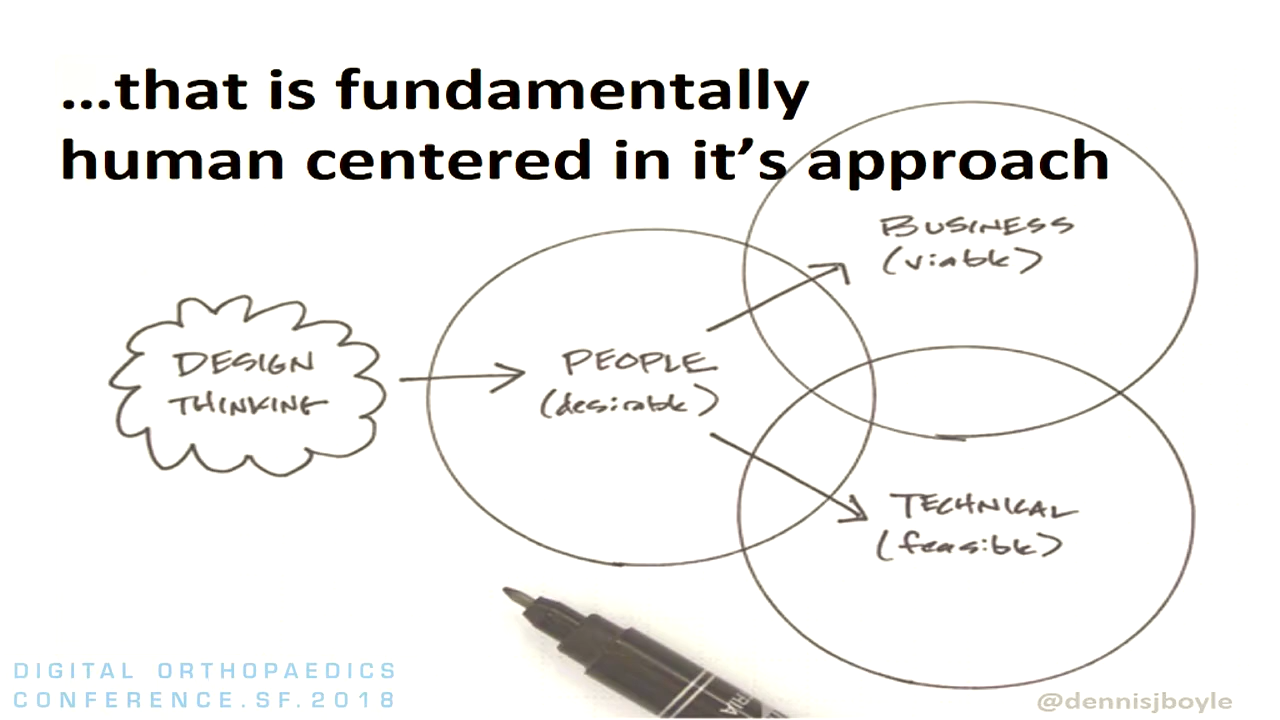 ...that is fundamentally
human centered in it’s approach
BUSINESS
(viable)
DESIGN
THINKING
PEOPLE
(desirable)
TECHNICAL
(feasible)
DIGITAL ORTHOPAEDICS
CONFERENCE.SF.2018
@dennisjboyle